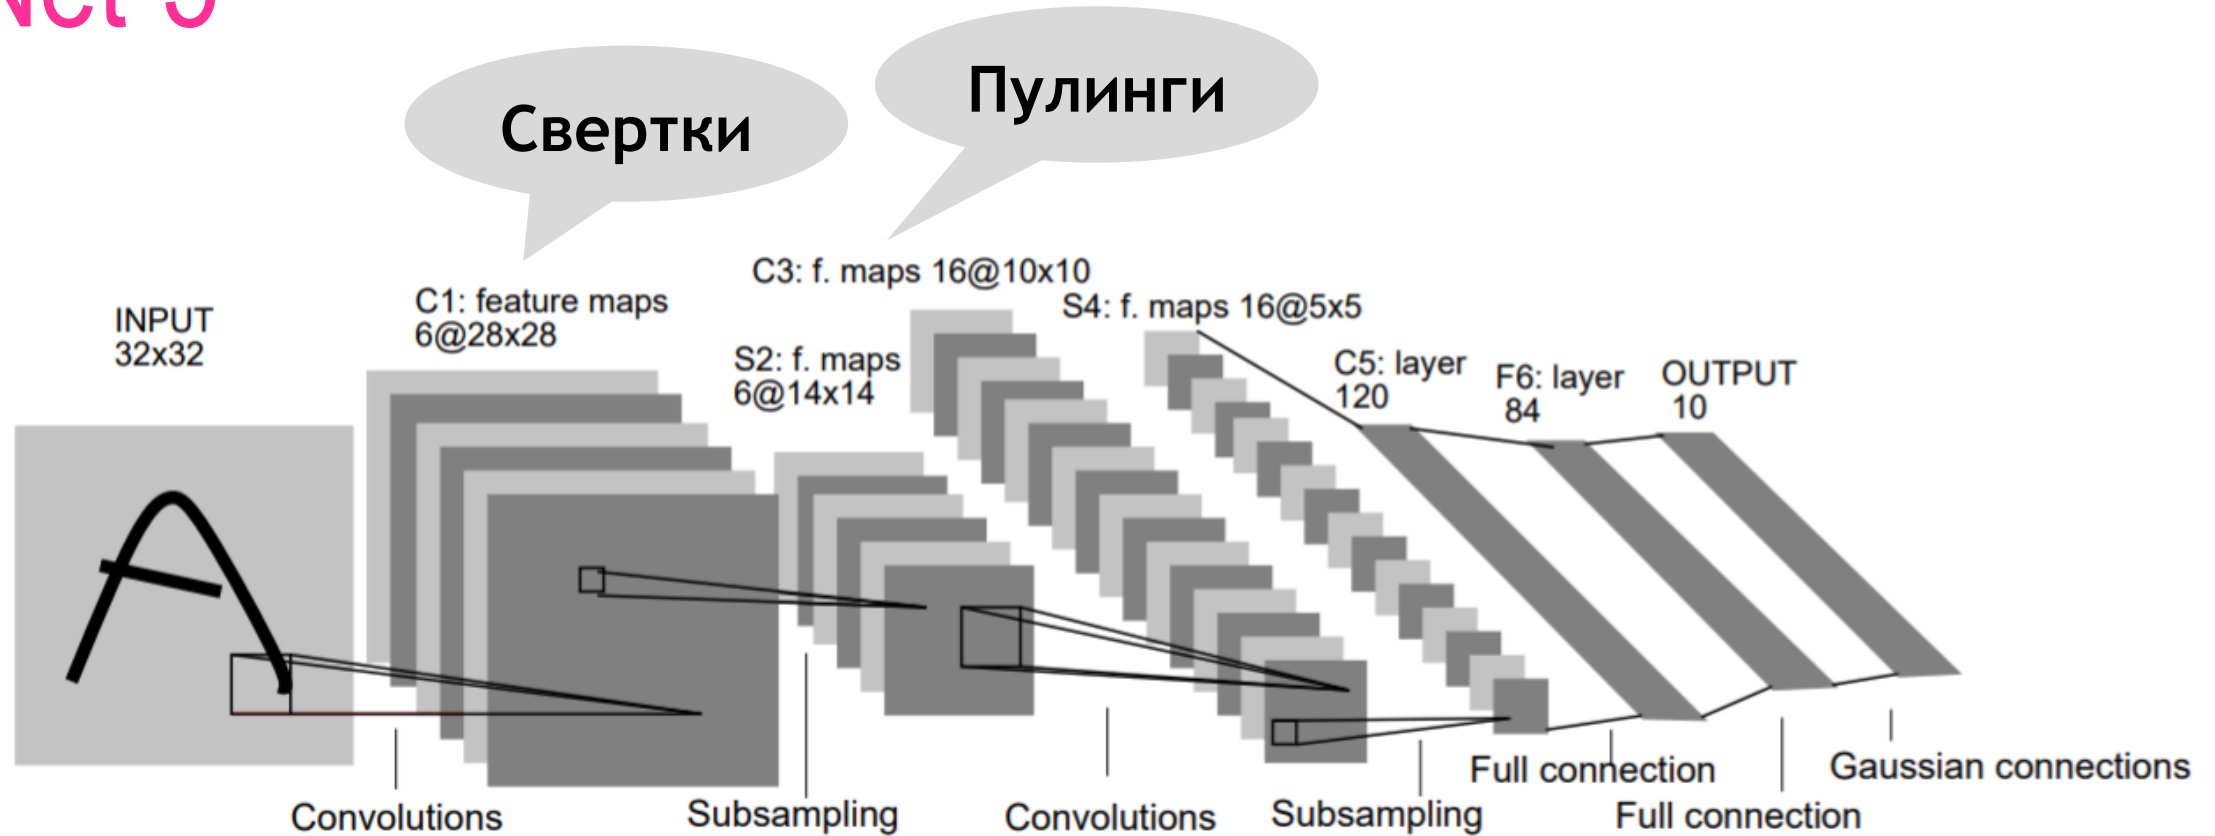 Net 5
Свертки
Пулинги
INPUT
32x32
C1: feature maps
6@28x28
S2: f. maps
6@14x14
C3: f. maps 16@10x10
S4: f. maps 16@5x5
C5: layer
120
F6: layer
84
OUTPUT
10
Convolutions
Subsampling
Convolutions
Subsampling
Full connection
Full connection
Gaussian connections